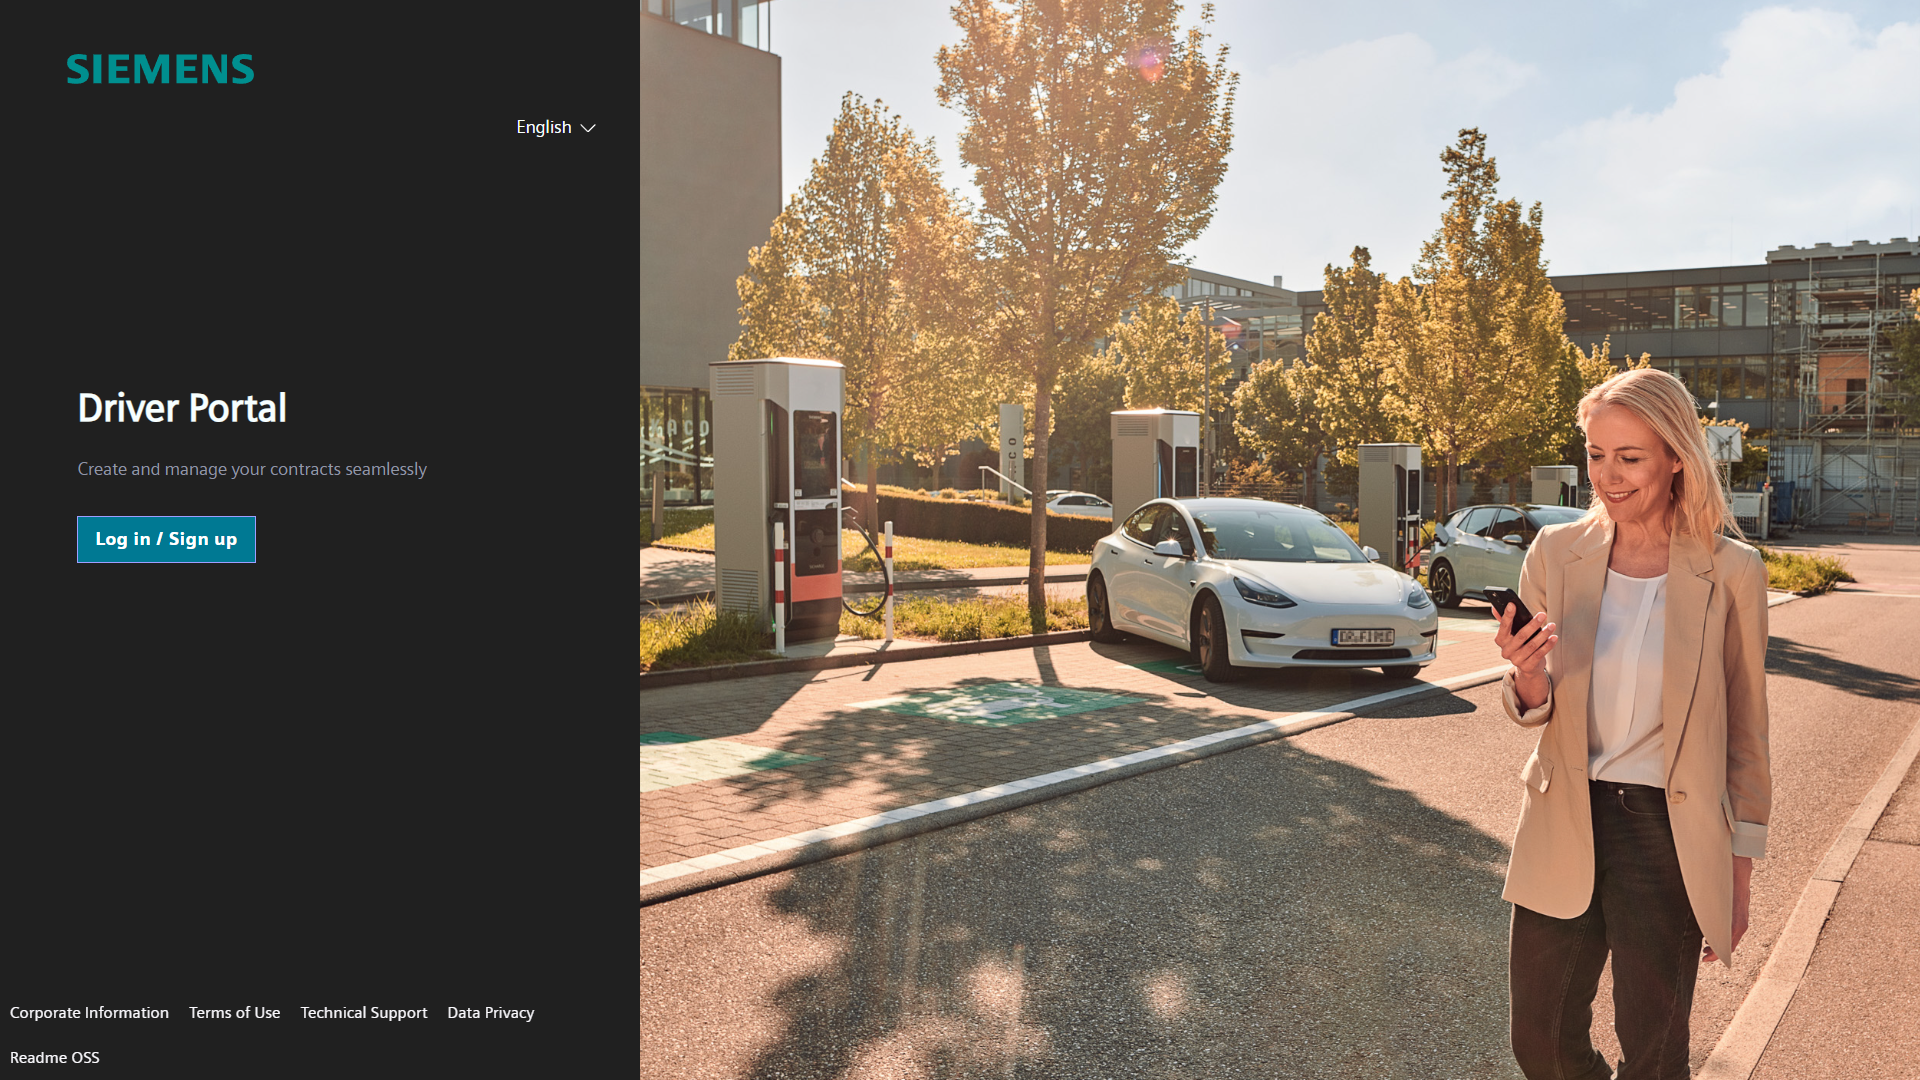 SIEMENS
English
Driver Portal
Create and manage your contracts seamlessly
Log in / Sign up
Corporate Information Terms of Use Technical Support Data Privacy
Readme OSS